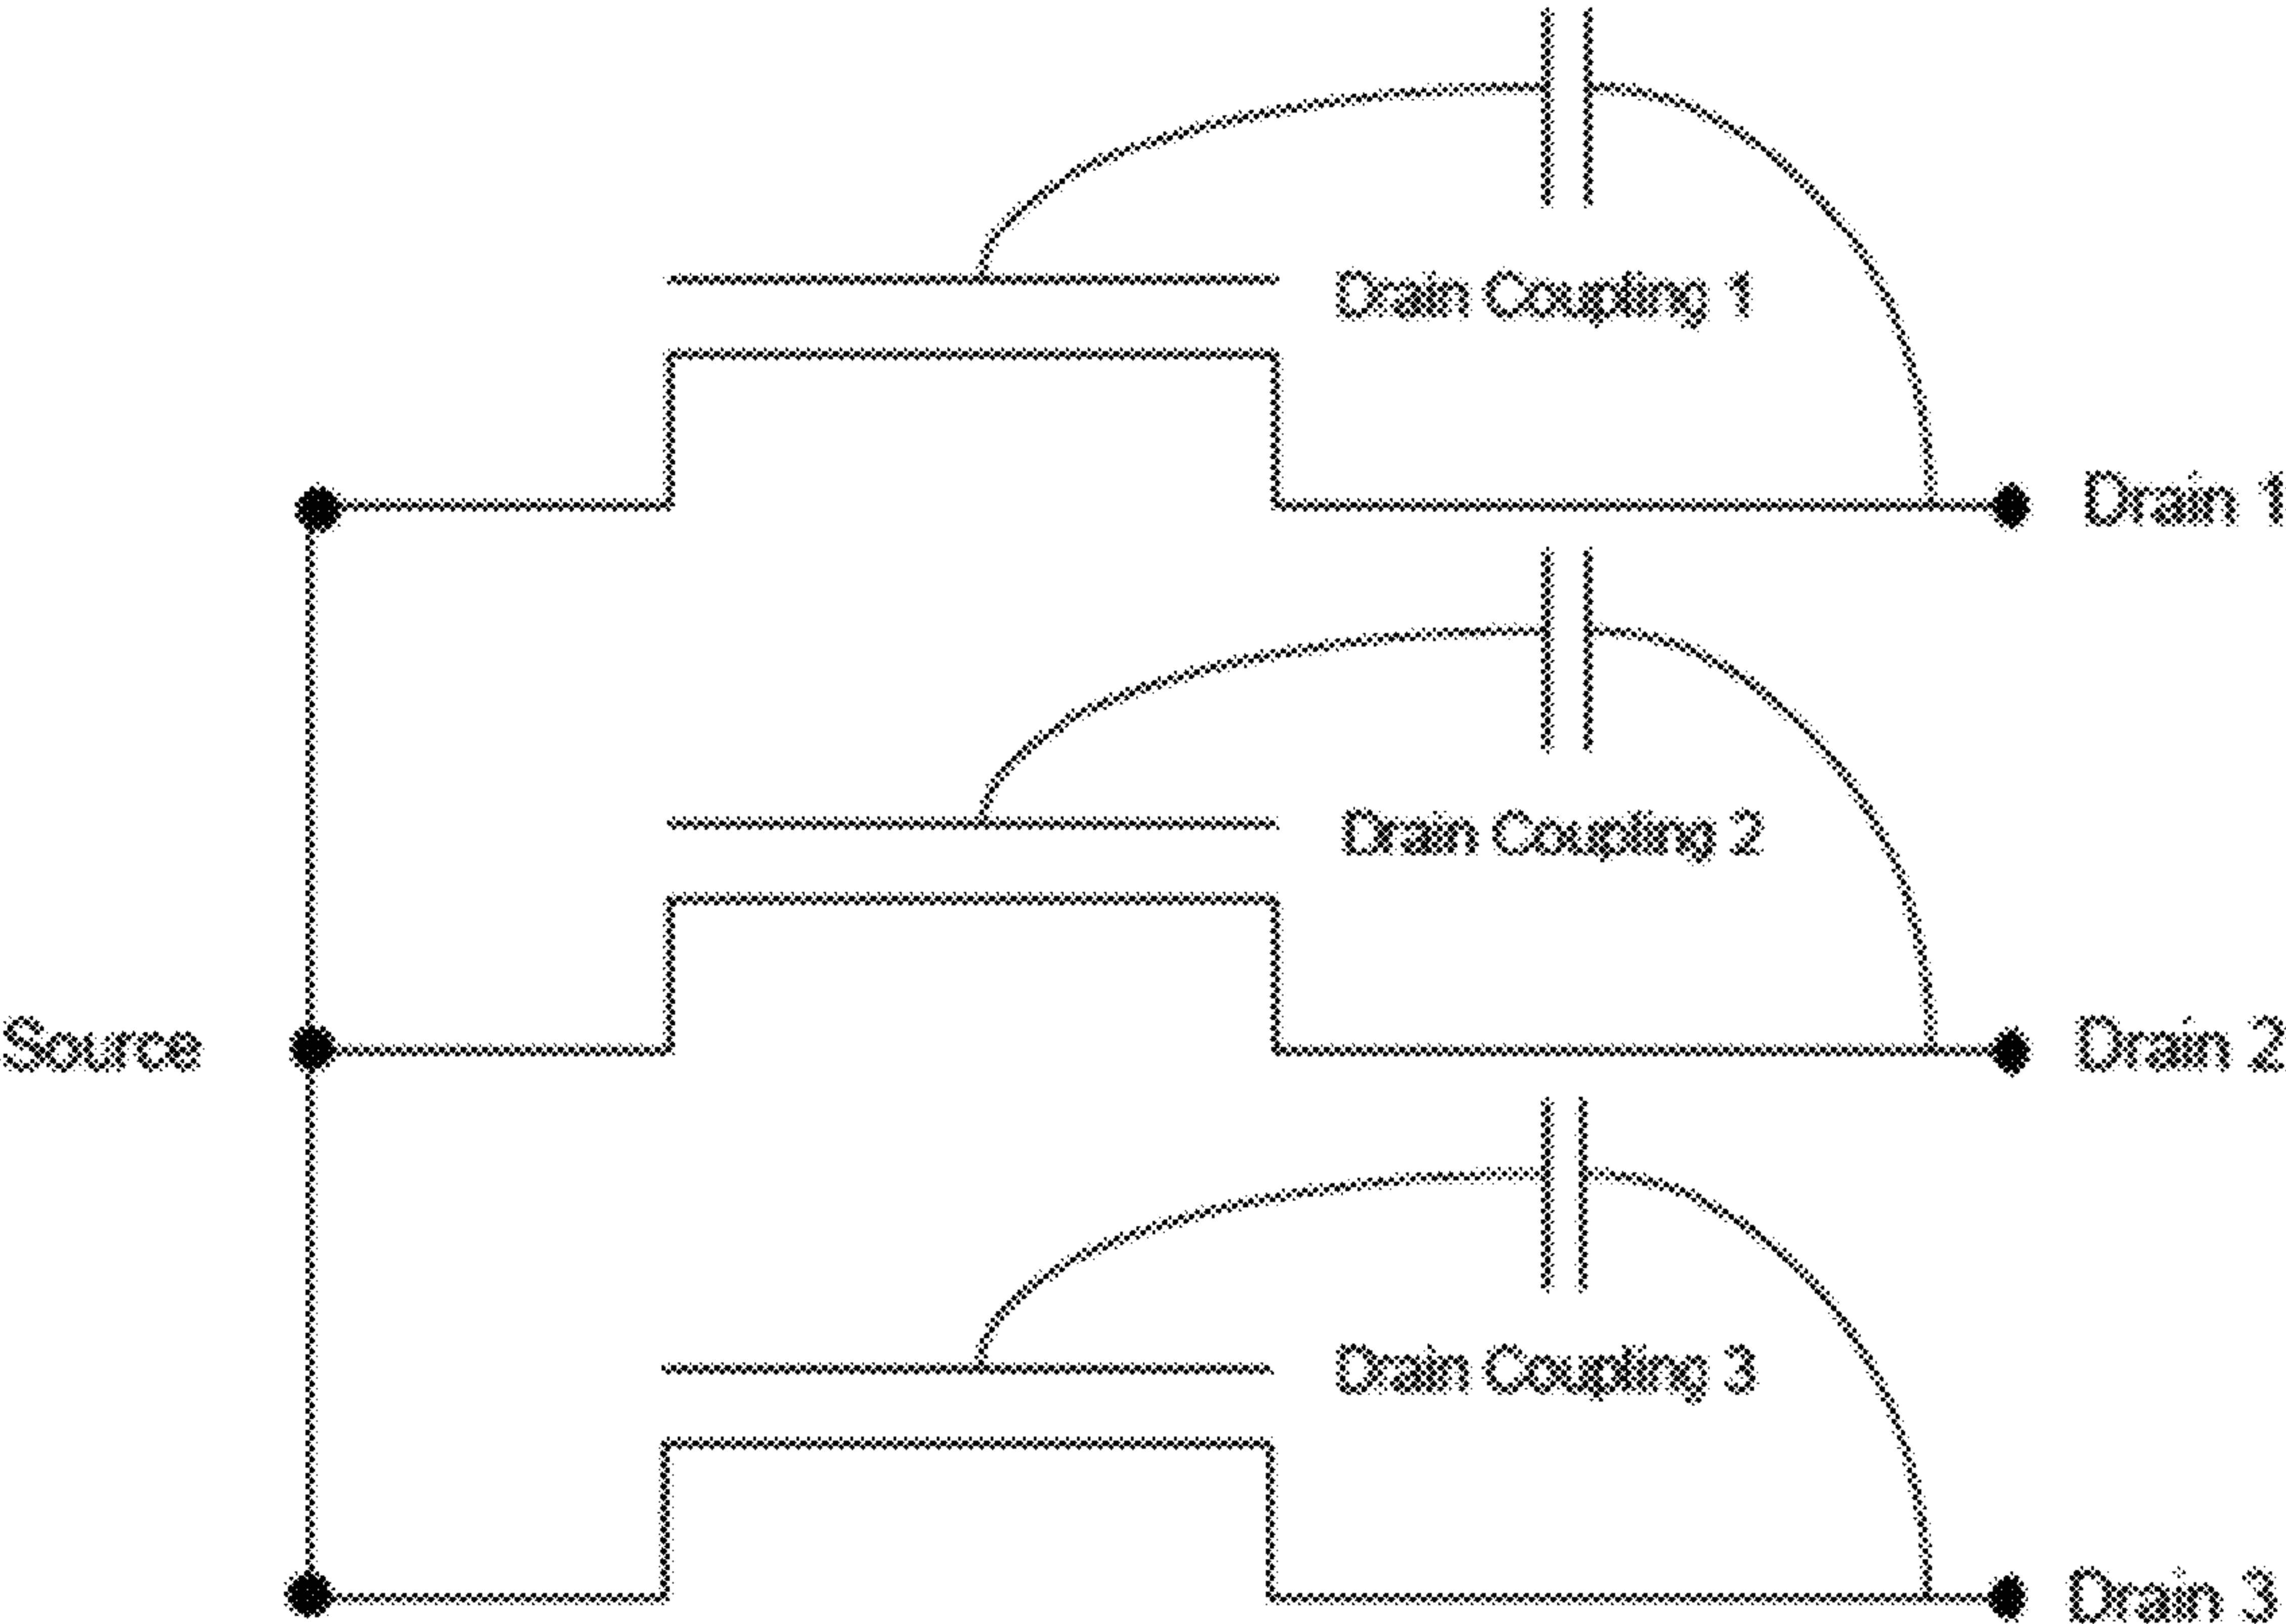 Drain Coupling 1
Drain 1
Drain Coupling 2
Source
Drain 2
Drain Coupling 3
Drain 3